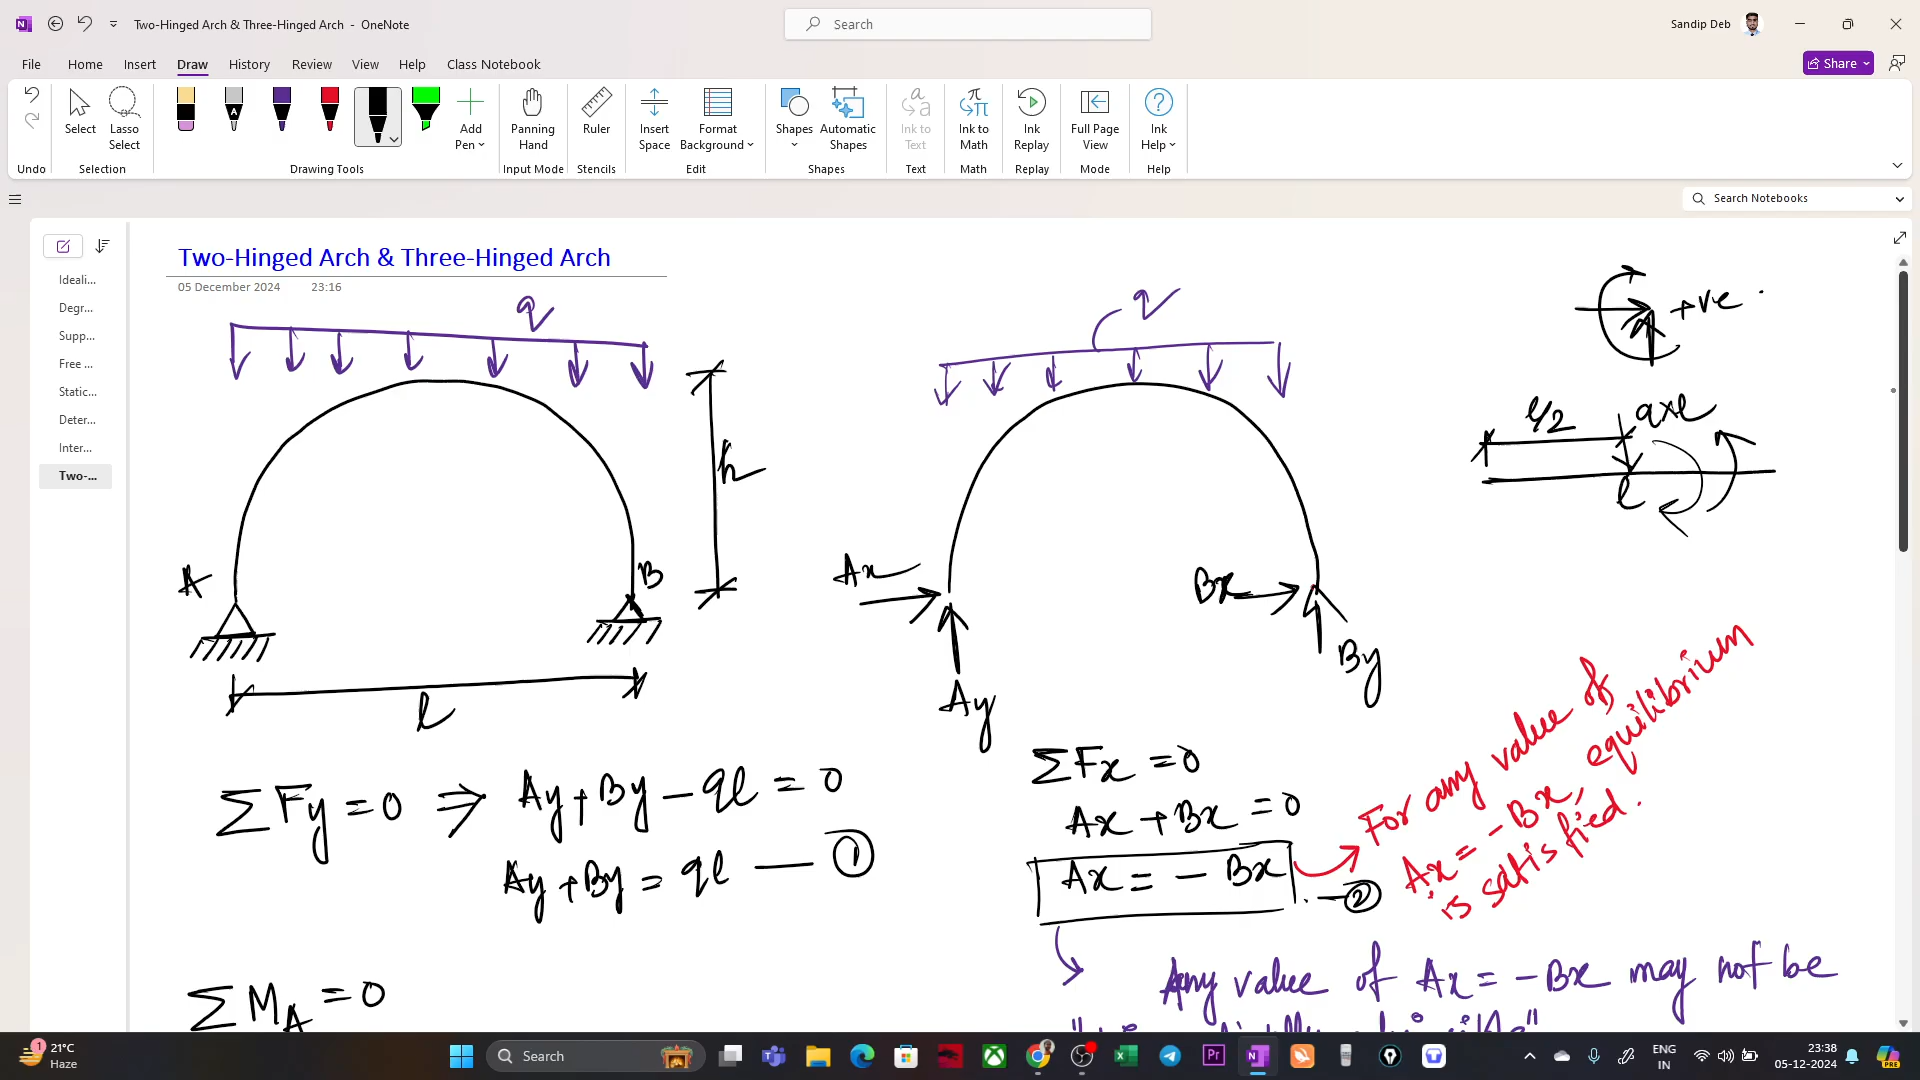 Two-Hinged Arch & Three-Hinged Arch - OneNote
Search
Sandip Deb
File Home Insert Draw History Review View Help Class Notebook
Share
Select
Lasso Select
Add Pen
Panning Hand
Ruler
Insert Space
Format Background
Shapes
Automatic Shapes
Ink to Text
Ink to Math
Ink Replay
Full Page View
Ink Help
Undo Selection Drawing Tools Input Mode Stencils Edit Shapes Text Math Replay Mode Help
Search Notebooks
Ideali...
Degr...
Supp...
Free ...
Static...
Deter...
Inter...
Two-...
Two-Hinged Arch & Three-Hinged Arch
05 December 2024 23:16
q
q
+ve
l/2
qxl
l
h
A
B
l
Ax
Ay
Bx
By
ΣFy = 0 ⇒ Ay + By - ql = 0
Ay + By = ql — ①
ΣFx = 0
Ax + Bx = 0
Ax = - Bx — ②
For any value of
Ax = - Bx, equilibrium
is satisfied.
ΣMA = 0
Any value of Ax = - Bx may not be
1
21°C
Haze
Search
ENG
IN
23:38
05-12-2024